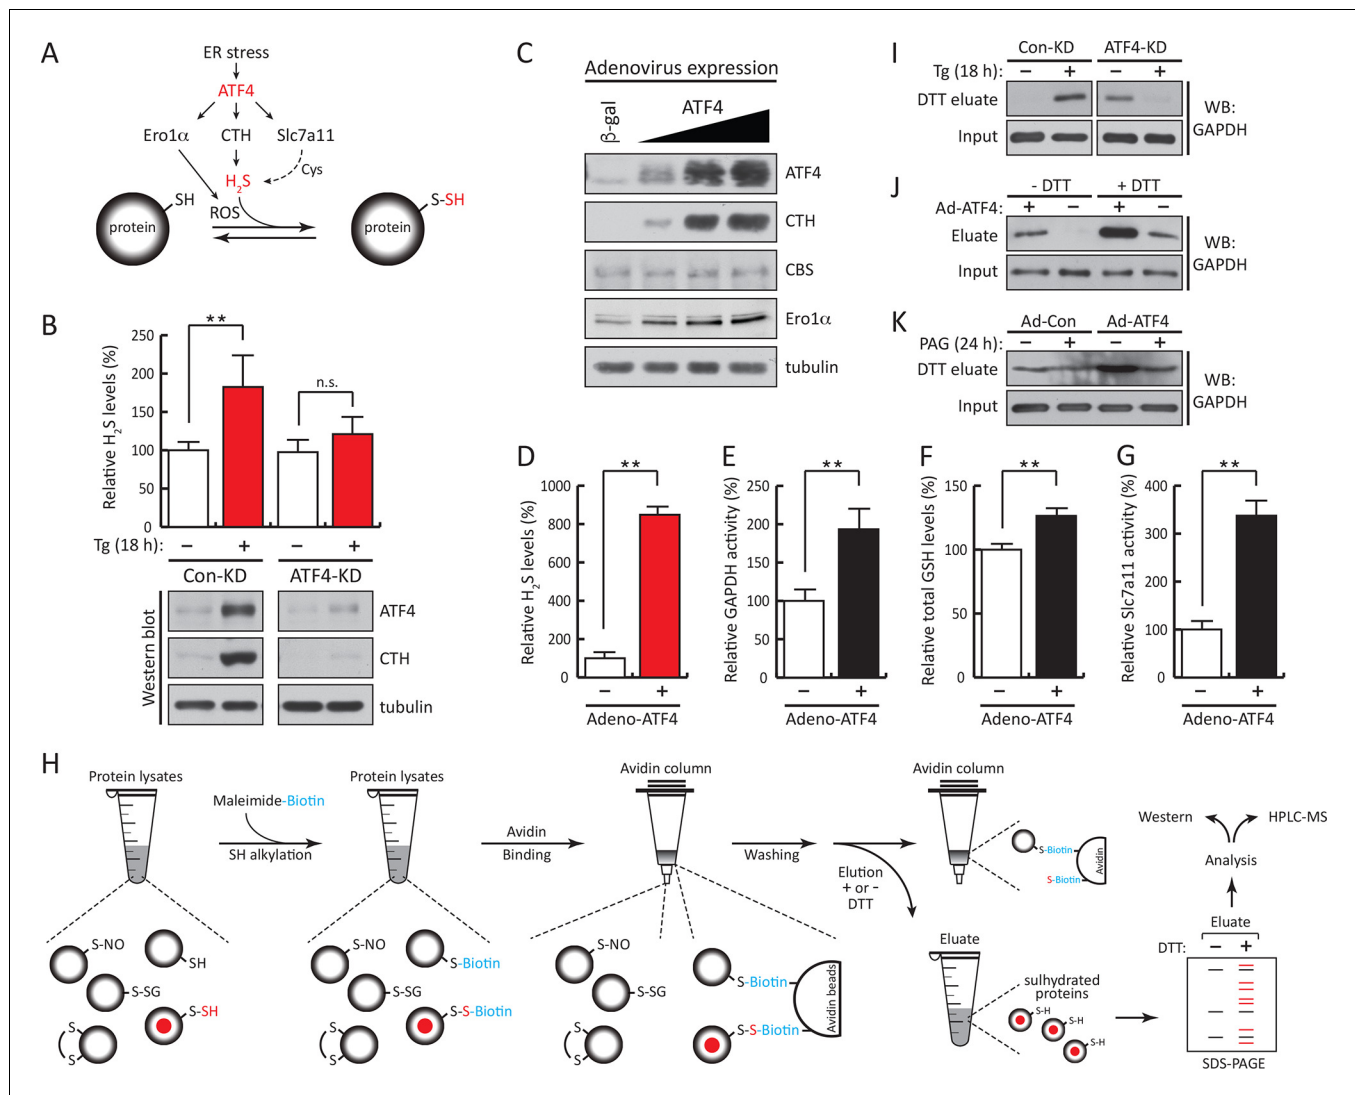 A
ER stress
ATF4
Ero1α CTH Slc7a11
Cys
H2S
SH
ROS
S-SH
protein
protein
B
Relative H2S levels (%)
250
200
150
100
50
0
**
n.s.
Tg (18 h): − + − +
Con-KD ATF4-KD
Western blot
ATF4
CTH
tubulin
C
Adenovirus expression
β-gal
ATF4
ATF4
CTH
CBS
Ero1α
tubulin
D
Relative H2S levels (%)
1000
800
600
400
200
0
**
− +
Adeno-ATF4
E
Relative GAPDH activity (%)
250
200
150
100
50
0
**
− +
Adeno-ATF4
F
Relative total GSH levels (%)
150
100
50
0
**
− +
Adeno-ATF4
G
Relative Slc7a11 activity (%)
400
300
200
100
0
**
− +
Adeno-ATF4
I
Con-KD ATF4-KD
Tg (18 h): − + − +
DTT eluate
Input
WB:
GAPDH
J
- DTT + DTT
Ad-ATF4: + − + −
Eluate
Input
WB:
GAPDH
K
Ad-Con Ad-ATF4
PAG (24 h): − + − +
DTT eluate
Input
WB:
GAPDH
H
Protein lysates
Maleimide-Biotin
SH alkylation
Protein lysates
Avidin
Binding
Avidin column
Washing
Elution
+ or -
DTT
Avidin column
S-Biotin
S-Biotin
Avidin
Western
HPLC-MS
Analysis
Eluate
DTT: − +
SDS-PAGE
Eluate
sulhydrated
proteins
S-H
S-H
S-H
S-NO
SH
S-SG
S-SH
S
S
S-NO
S-Biotin
S-SG
S-S-Biotin
S
S
S-NO
S-Biotin
S-SG
S-S-Biotin
S
S
Avidin beads